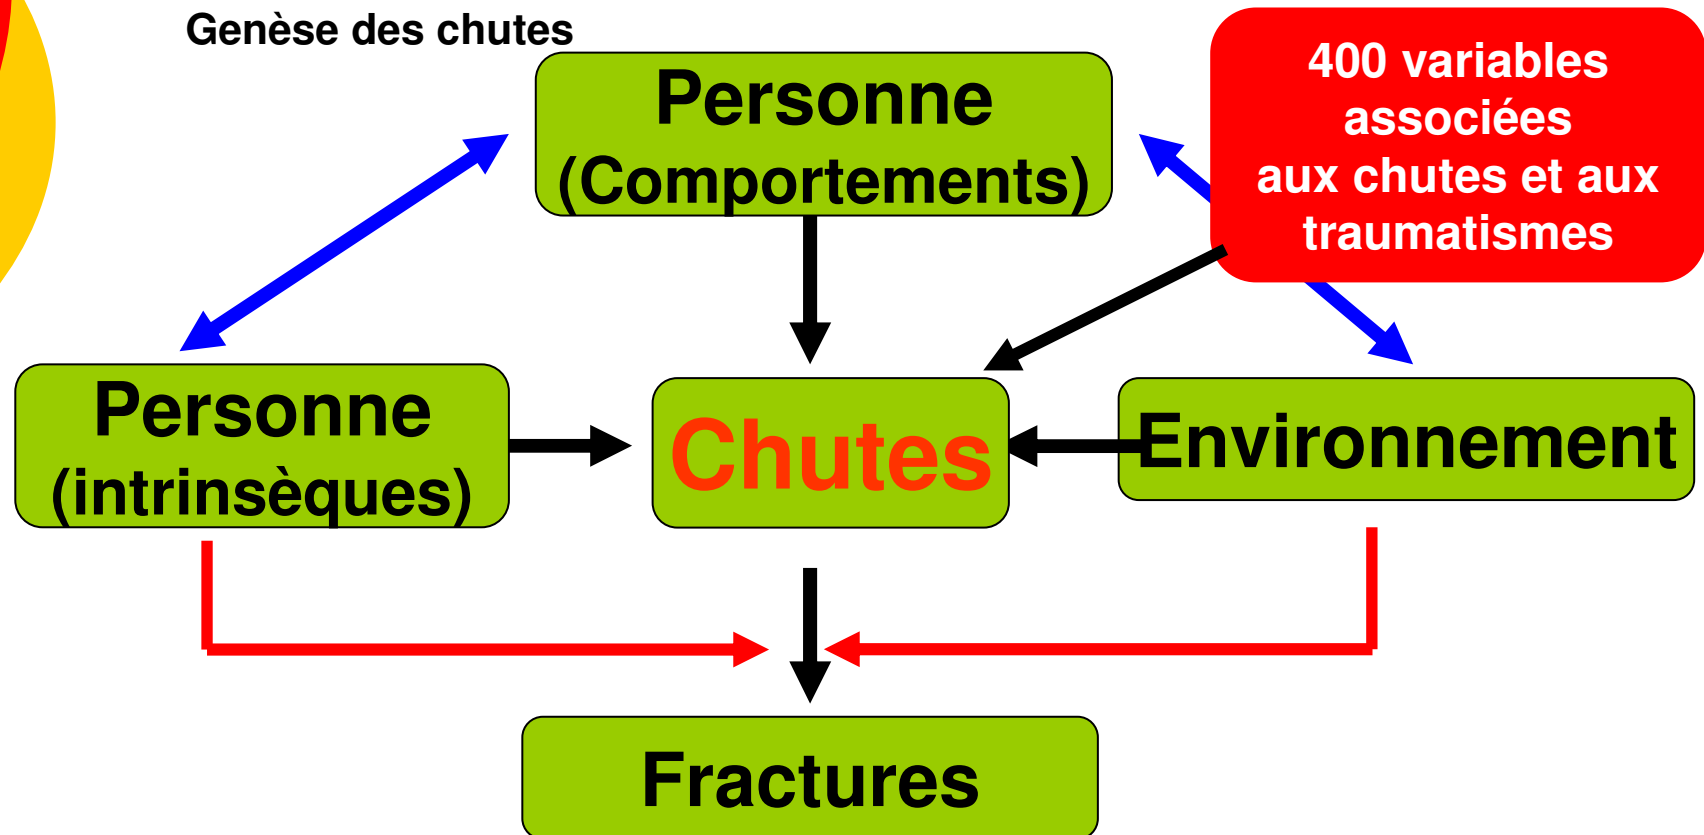 Genèse des chutes
Personne
(Comportements)
400 variables
associées
aux chutes et aux
traumatismes
Personne
(intrinsèques)
Chutes
Environnement
Fractures